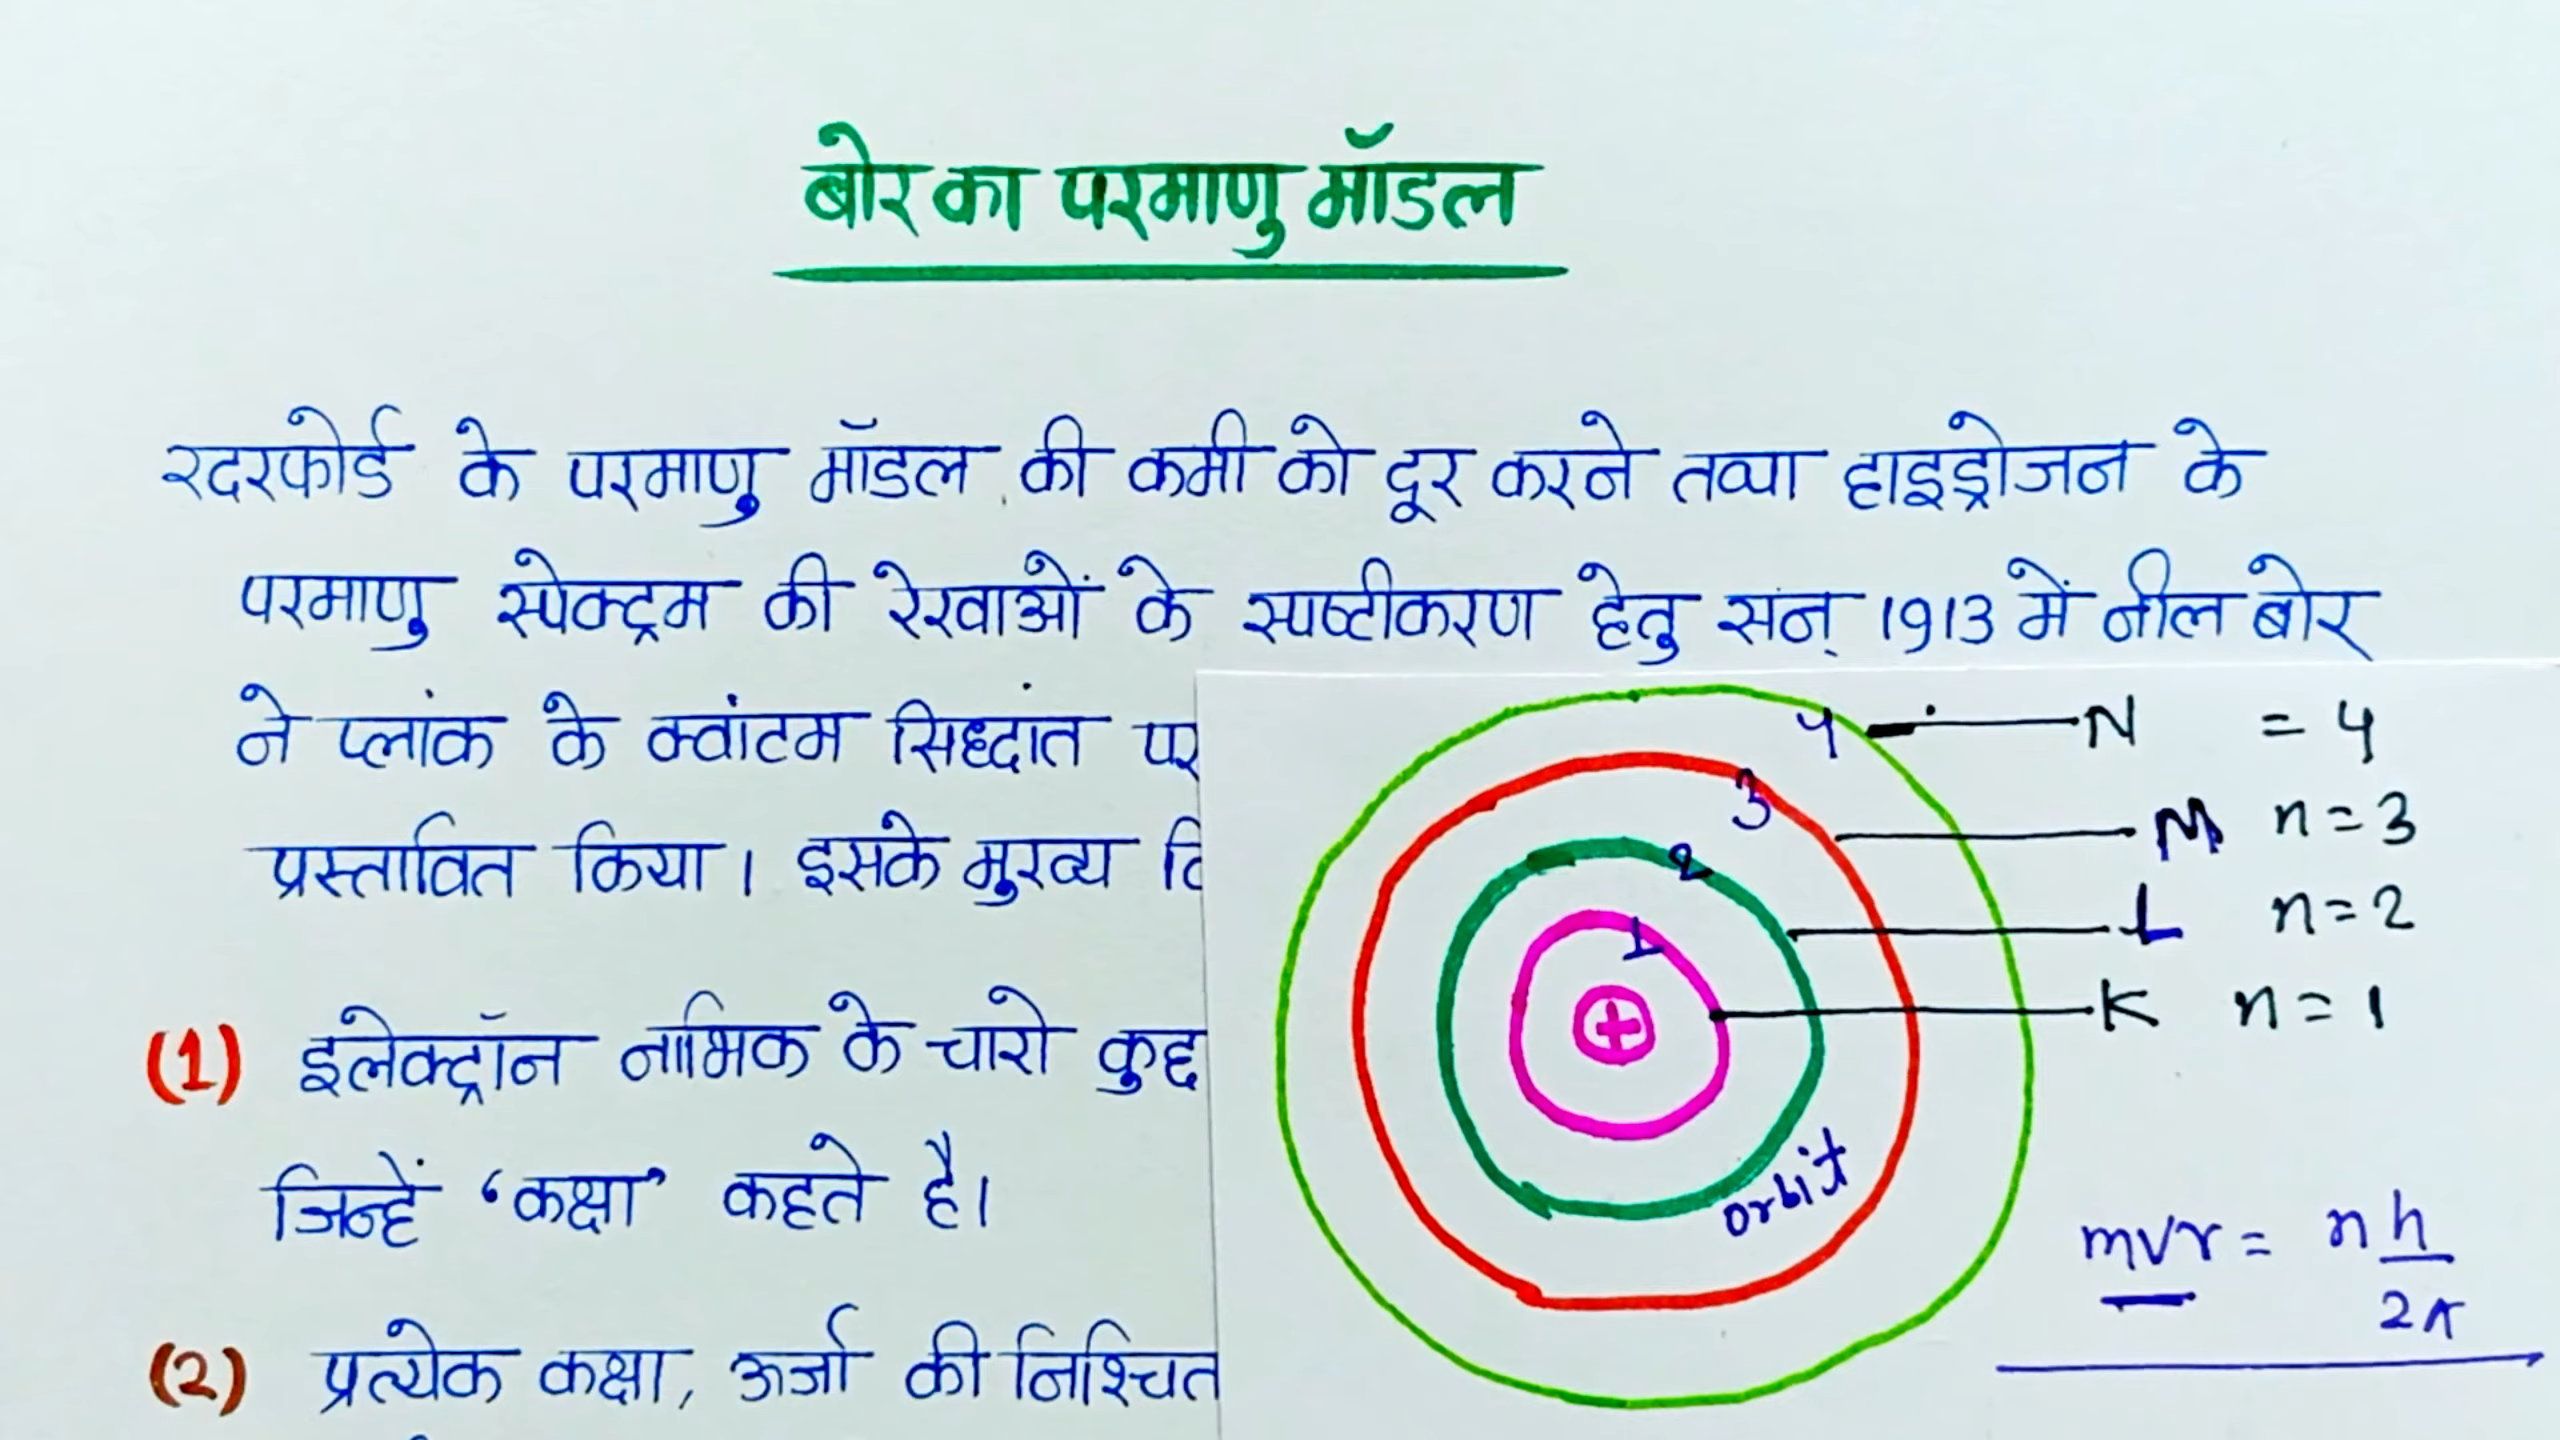 बोर का परमाणु मॉडल
रदरफोर्ड के परमाणु मॉडल की कमी को दूर करने तथा हाइड्रोजन के
परमाणु स्पेक्ट्रम की रेखाओं के स्पष्टीकरण हेतु सन् 1913 में नील बोर
ने प्लांक के क्वांटम सिध्दांत पर
प्रस्तावित किया। इसके मुख्य
(1) इलेक्ट्रॉन नाभिक के चारो कुछ
जिन्हें ‘कक्षा’ कहते है।
(2) प्रत्येक कक्षा, ऊर्जा की निश्चित
4 N = 4
3 M n = 3
2 L n = 2
1 K n = 1
+
orbit
mvr = nh/2π